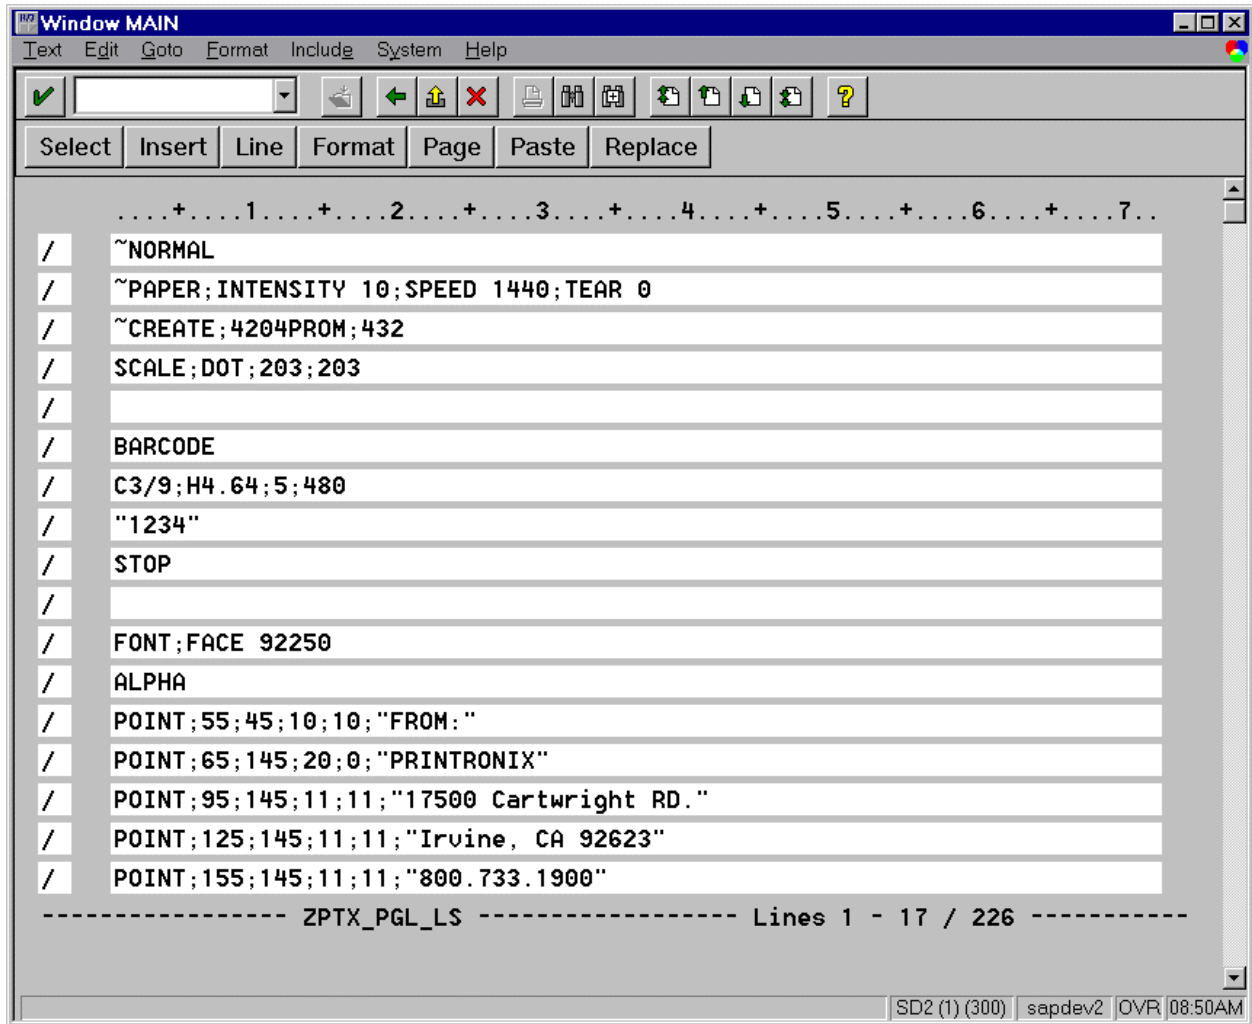 Window MAIN
Text Edit Goto Format Include System Help
Select Insert Line Format Page Paste Replace
....+....1....+....2....+....3....+....4....+....5....+....6....+....7..
/ ~NORMAL
/ ~PAPER;INTENSITY 10;SPEED 1440;TEAR 0
/ ~CREATE;4204PROM;432
/ SCALE;DOT;203;203
/
/ BARCODE
/ C3/9;H4.64;5;480
/ "1234"
/ STOP
/
/ FONT;FACE 92250
/ ALPHA
/ POINT;55;45;10;10;"FROM:"
/ POINT;65;145;20;0;"PRINTRONIX"
/ POINT;95;145;11;11;"17500 Cartwright RD."
/ POINT;125;145;11;11;"Irvine, CA 92623"
/ POINT;155;145;11;11;"800.733.1900"
----------------- ZPTX_PGL_LS ------------------ Lines 1 - 17 / 226 -----------
SD2 (1) (300) sapdev2 OVR 08:50AM